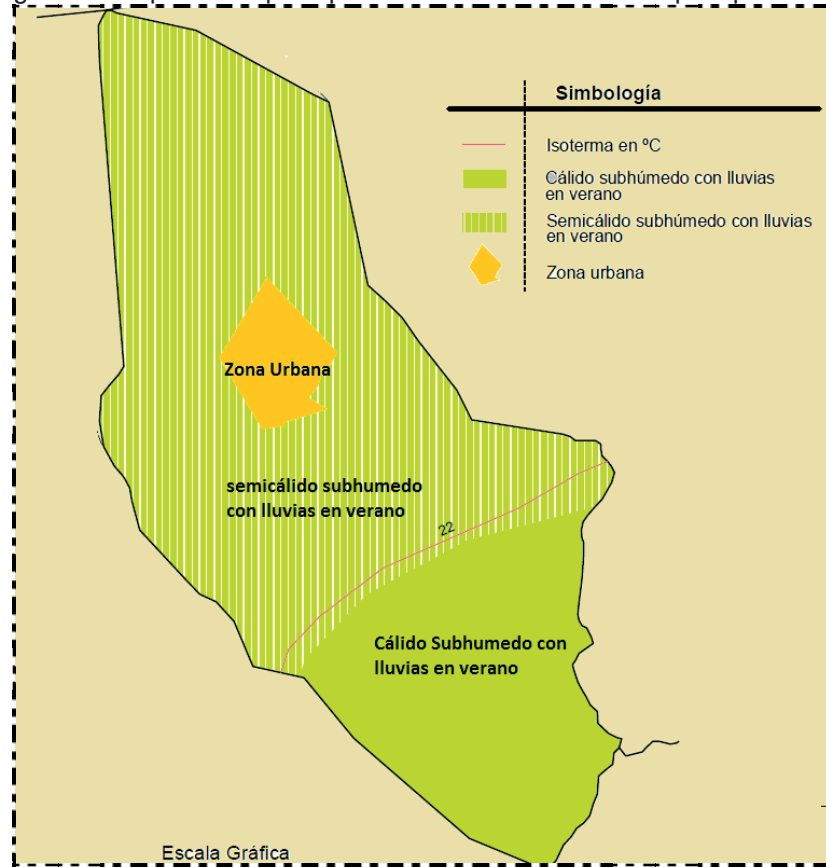 Simbología
Isoterma en ºC
Cálido subhúmedo con lluvias
en verano
Semicálido subhúmedo con lluvias
en verano
Zona urbana
Zona Urbana
semicálido subhumedo
con lluvias en verano
22
Cálido Subhumedo con
lluvias en verano
Escala Gráfica